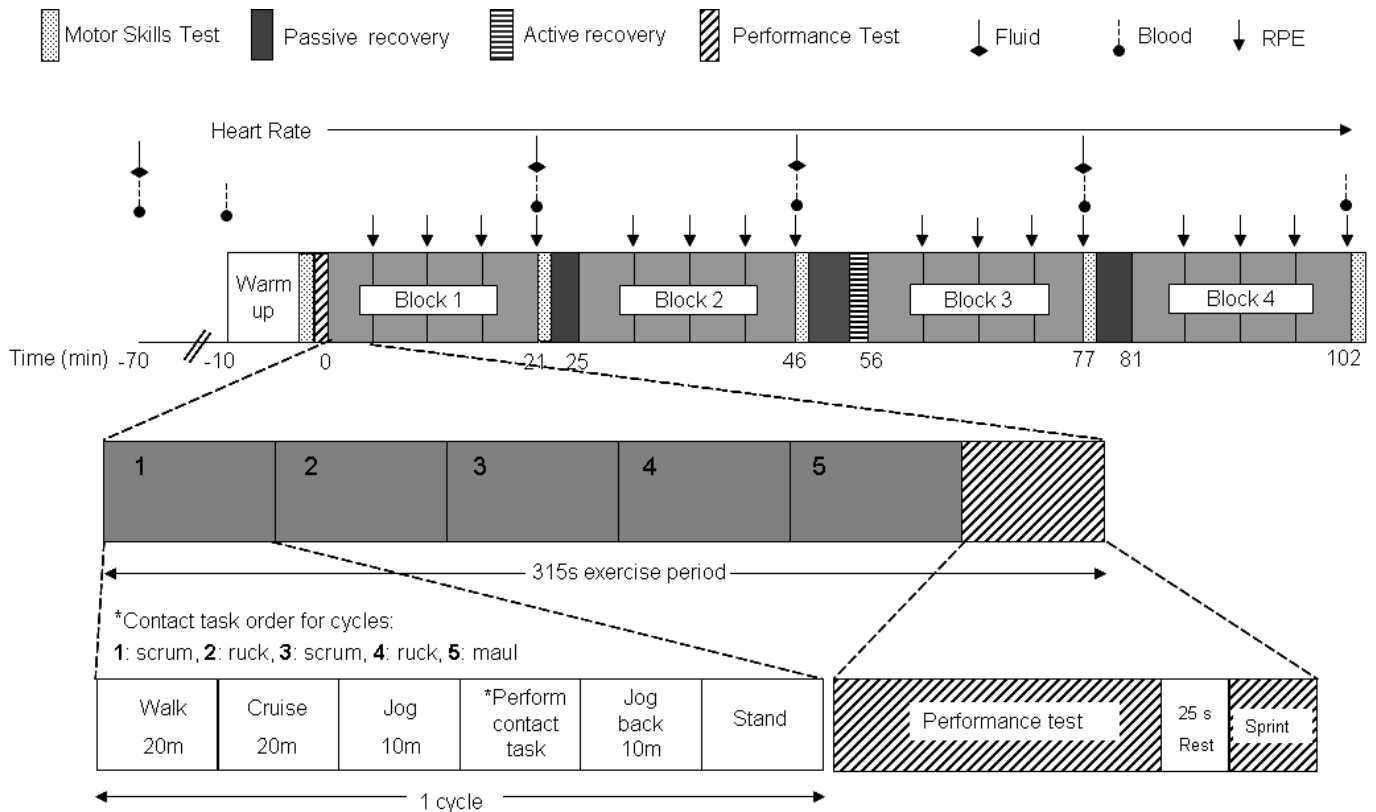 Motor Skills Test Passive recovery Active recovery Performance Test Fluid Blood RPE
Heart Rate
Warm up
Block 1
Block 2
Block 3
Block 4
Time (min) -70 -10 0 21 25 46 56 77 81 102
1 2 3 4 5
315s exercise period
*Contact task order for cycles:
1: scrum, 2: ruck, 3: scrum, 4: ruck, 5: maul
Walk
20m
Cruise
20m
Jog
10m
*Perform
contact
task
Jog
back
10m
Stand
Performance test
25 s
Rest
Sprint
1 cycle